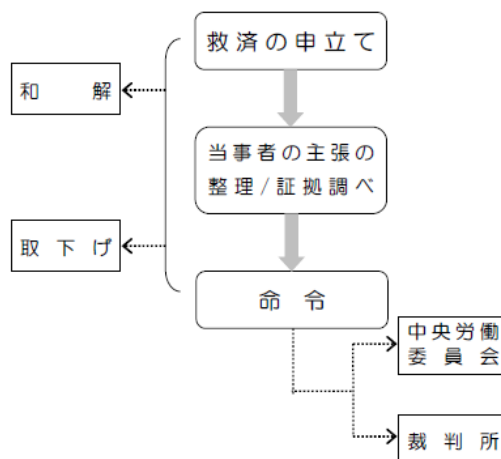 救済の申立て
和解
当事者の主張の
整理/証拠調べ
取下げ
命令
中央労働
委員会
裁判所